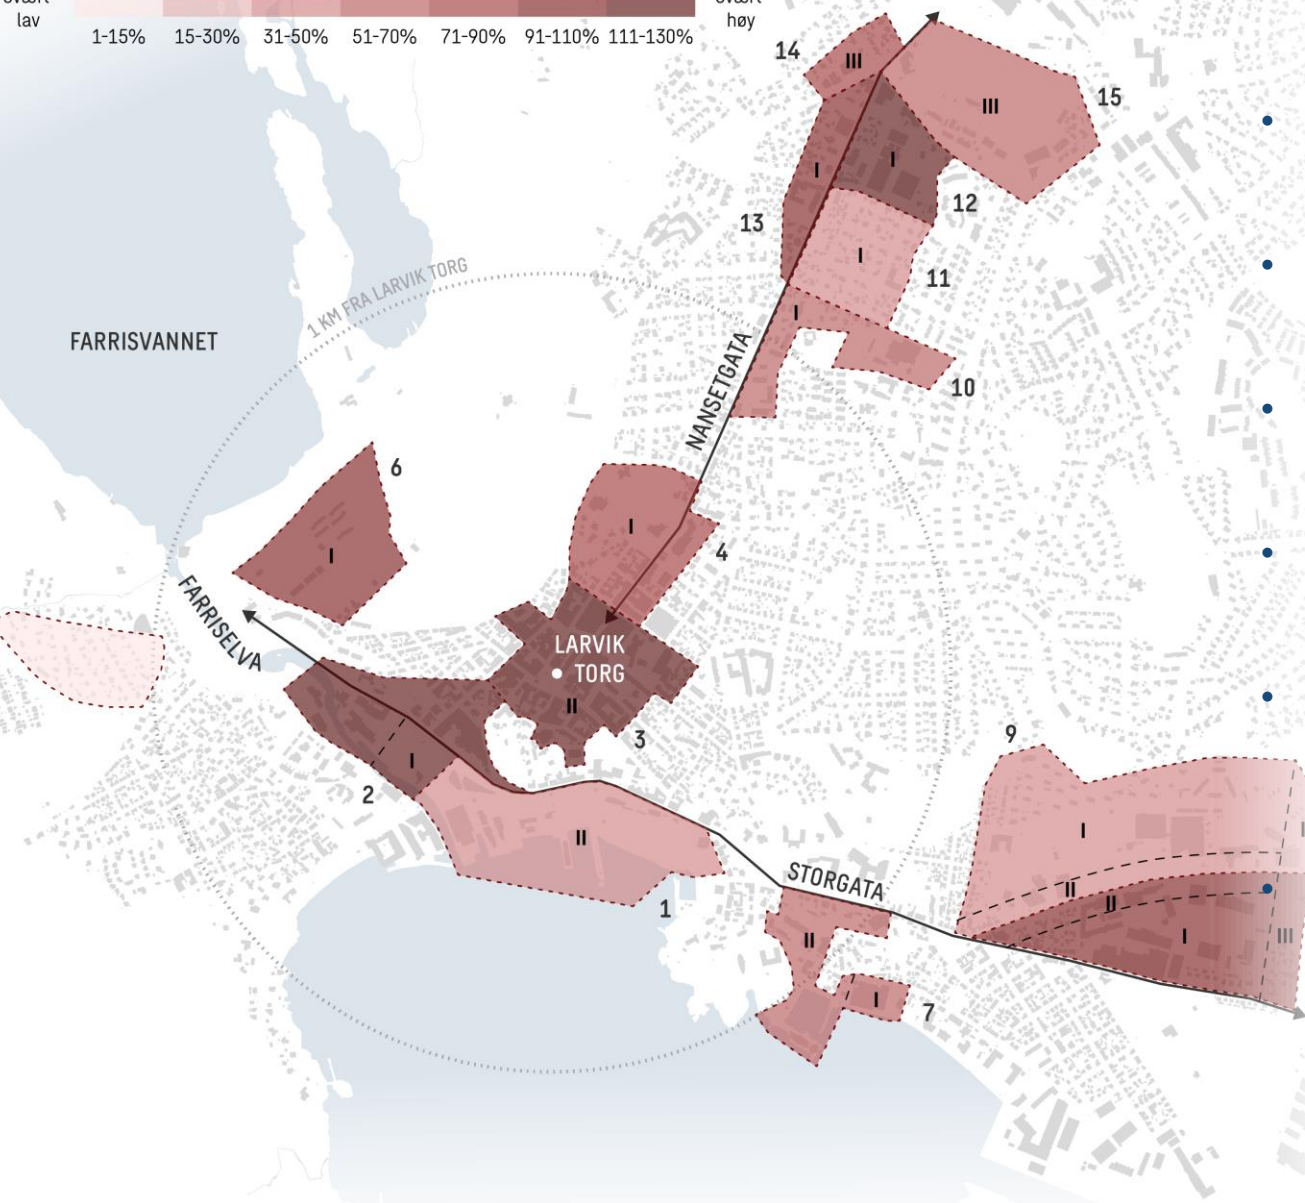 lav
høy
1-15%
15-30%
31-50%
51-70%
71-90%
91-110%
111-130%
14
III
III
15
I
I
12
13
I
11
1 KM FRA LARVIK TORG
FARRISVANNET
I
NANSETGATA
10
6
I
I
4
FARRISELVA
LARVIK
TORG
II
3
9
I
2
II
I
II
II
STORGATA
1
II
I
III
I
7